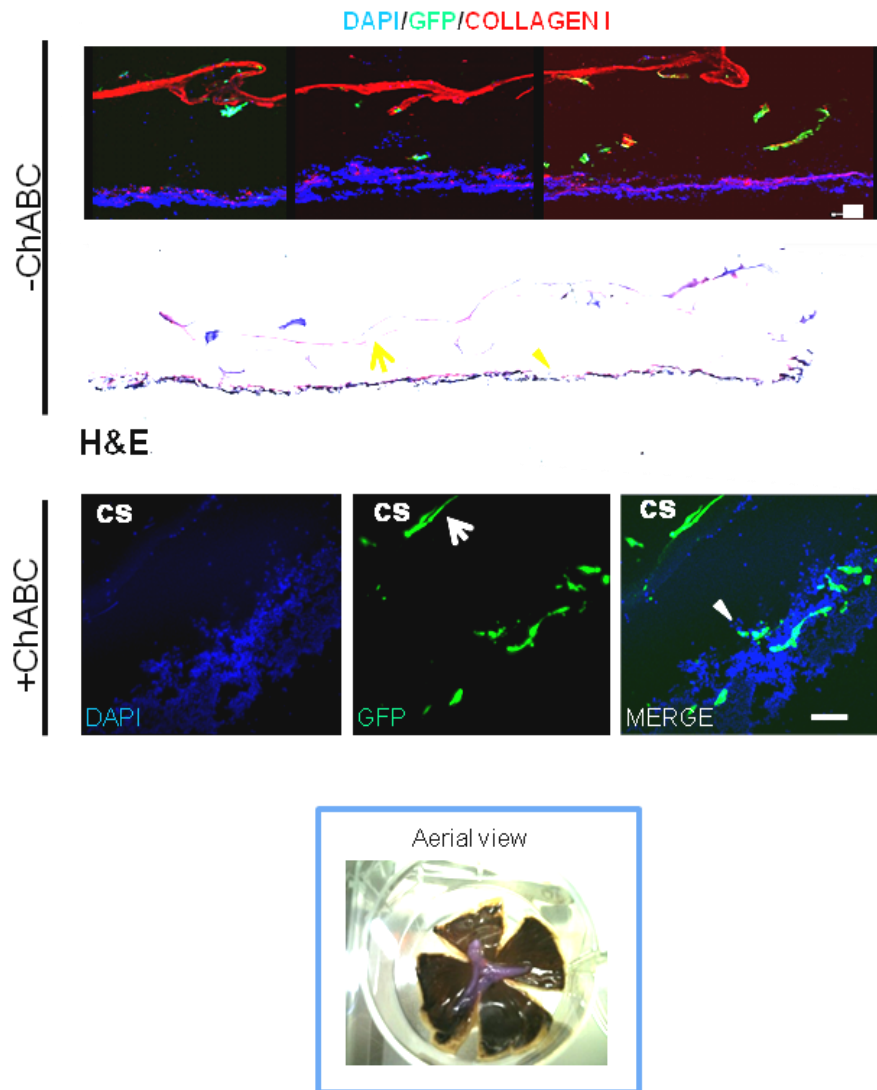 DAPI/GFP/COLLAGEN I
-ChABC
H&E
+ChABC
CS
DAPI
CS
GFP
CS
MERGE
Aerial view